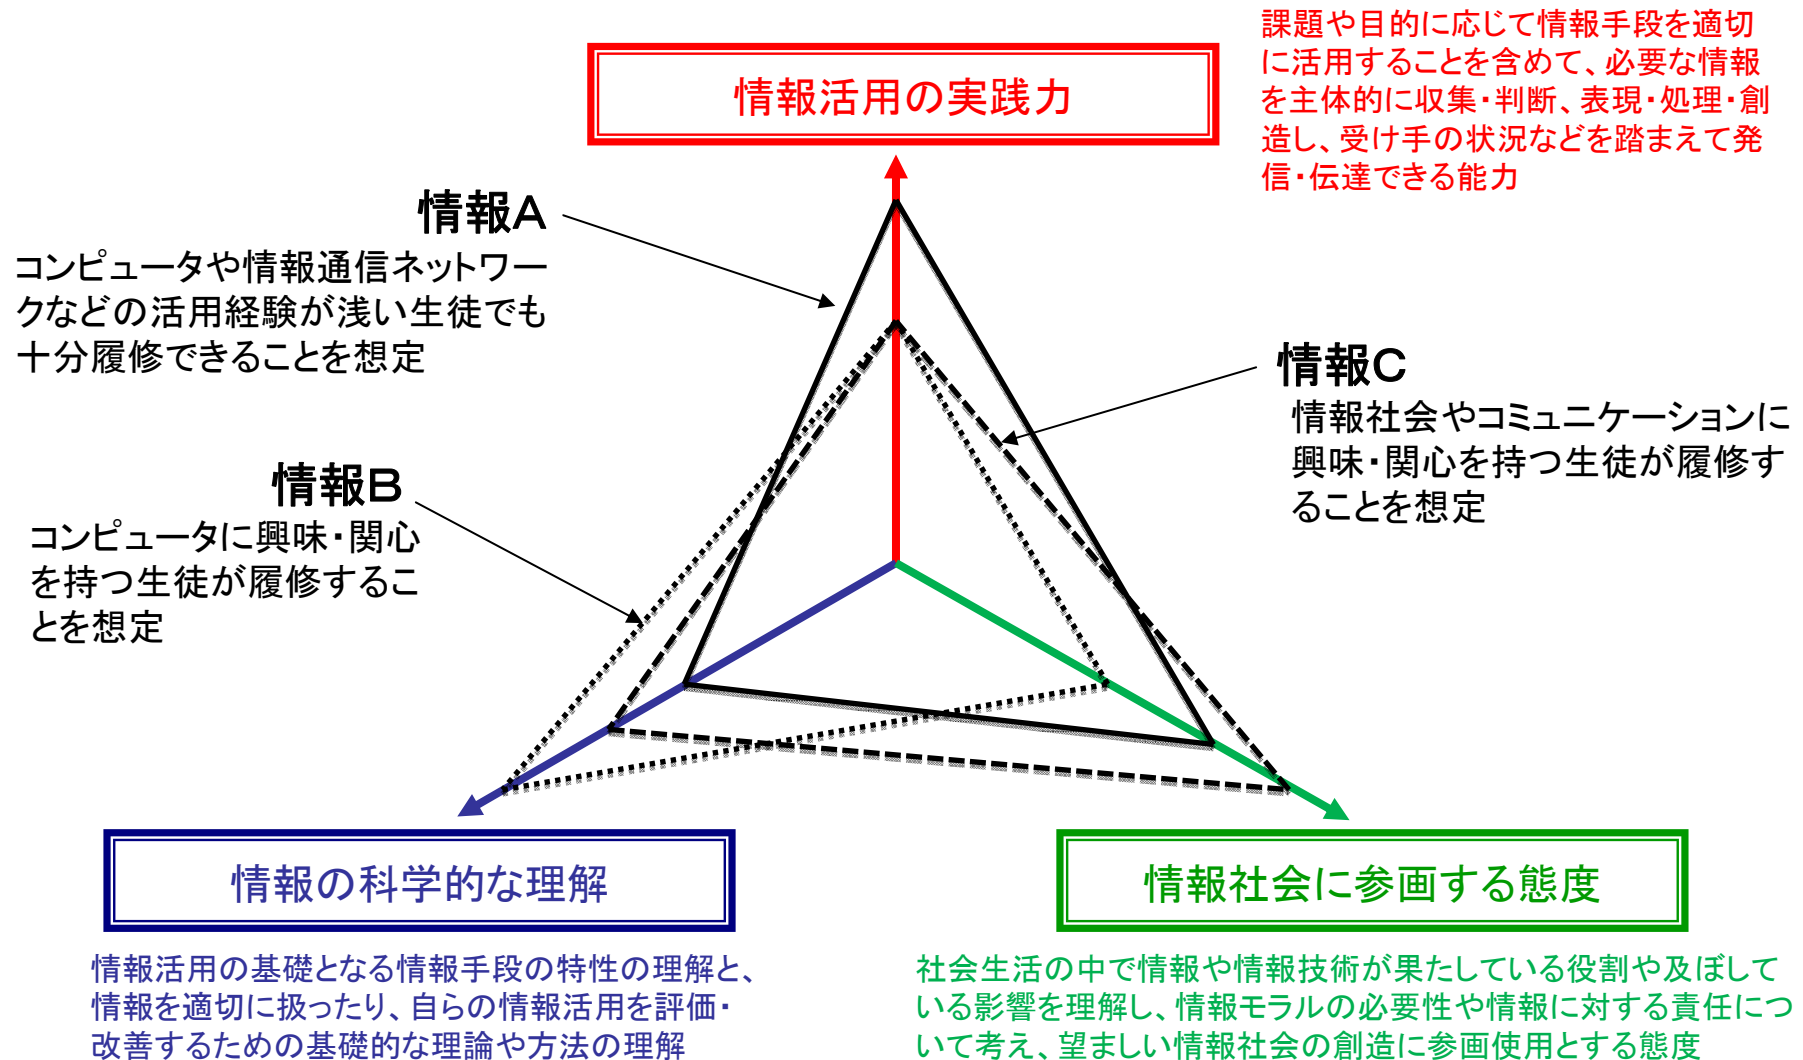 課題や目的に応じて情報手段を適切
に活用することを含めて、必要な情報
を主体的に収集・判断、表現・処理・創
造し、受け手の状況などを踏まえて発
信・伝達できる能力
情報活用の実践力
情報A
コンピュータや情報通信ネットワー
クなどの活用経験が浅い生徒でも
十分履修できることを想定
情報C
情報社会やコミュニケーションに
興味・関心を持つ生徒が履修す
ることを想定
情報B
コンピュータに興味・関心
を持つ生徒が履修するこ
とを想定
情報の科学的な理解
情報活用の基礎となる情報手段の特性の理解と、
情報を適切に扱ったり、自らの情報活用を評価・
改善するための基礎的な理論や方法の理解
情報社会に参画する態度
社会生活の中で情報や情報技術が果たしている役割や及ぼして
いる影響を理解し、情報モラルの必要性や情報に対する責任につ
いて考え、望ましい情報社会の創造に参画使用とする態度